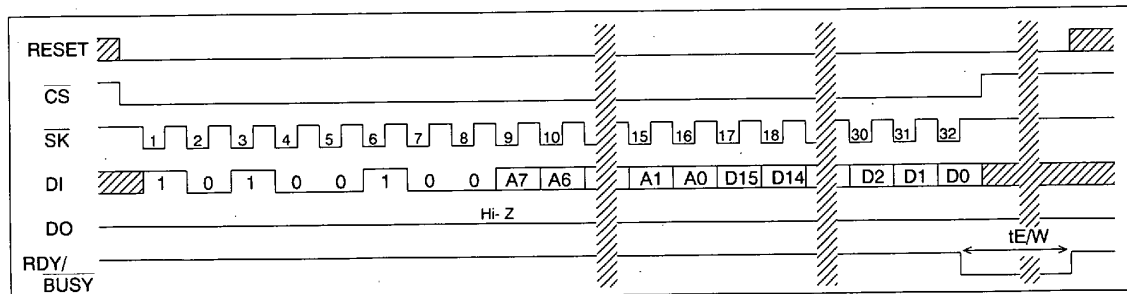 RESET
CS
SK 1 2 3 4 5 6 7 8 9 10 15 16 17 18 30 31 32
DI 1 0 1 0 0 1 0 0 A7 A6 A1 A0 D15 D14 D2 D1 D0
Hi- Z
DO
tE/W
RDY/
BUSY